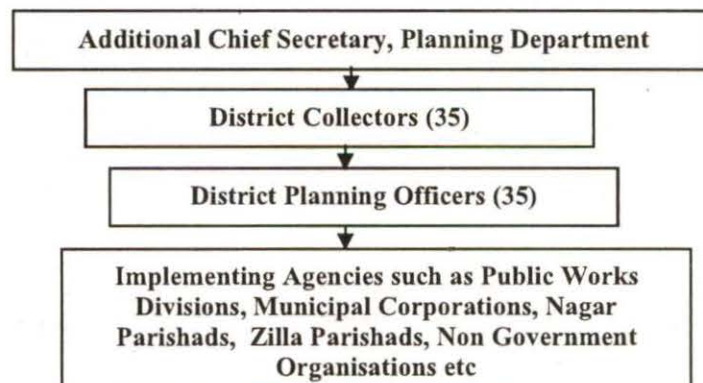 Additional Chief Secretary, Planning Department
District Collectors (35)
District Planning Officers (35)
Implementing Agencies such as Public Works
Divisions, Municipal Corporations, Nagar
Parishads, Zilla Parishads, Non Government
Organisations etc